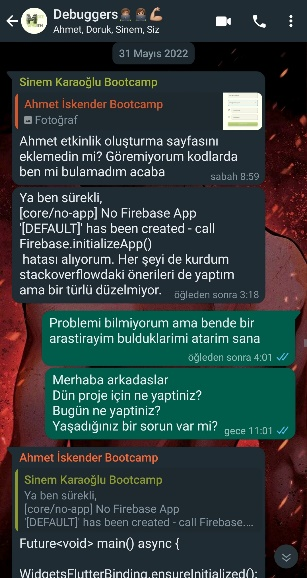 Debuggers
Ahmet, Doruk, Sinem, Siz
31 Mayıs 2022
Sinem Karaoğlu Bootcamp
Ahmet İskender Bootcamp
Fotoğraf
Ahmet etkinlik oluşturma sayfasını
eklemedin mi? Göremiyorum kodlarda
ben mi bulamadım acaba
sabah 8:59
Ya ben sürekli,
[core/no-app] No Firebase App
'[DEFAULT]' has been created - call
Firebase.initializeApp()
hatası alıyorum. Her şeyi de kurdum
stackoverflowdaki önerileri de yaptım
ama bir türlü düzelmiyor.
öğleden sonra 3:18
Problemi bilmiyorum ama bende bir
arastirayim bulduklarimi atarim sana
öğleden sonra 4:01
Merhaba arkadaslar
Dün proje için ne yaptiniz?
Bugün ne yaptiniz?
Yaşadığınız bir sorun var mi?
gece 11:01
Ahmet İskender Bootcamp
Sinem Karaoğlu Bootcamp
Ya ben sürekli,
[core/no-app] No Firebase App
'[DEFAULT]' has been created - call Firebase....
Future<void> main() async {
WidgetsFlutterBinding.ensureInitialized();